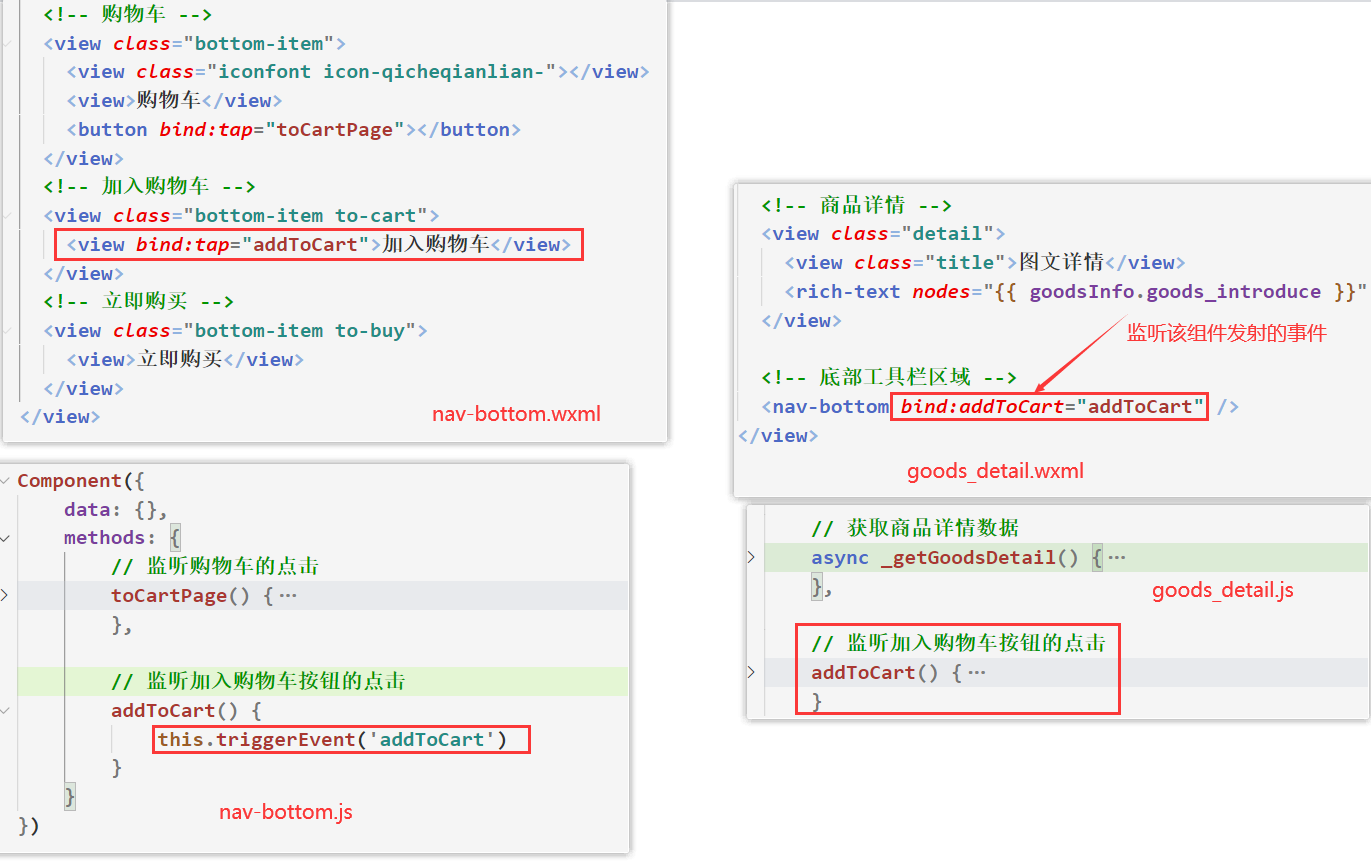 <!-- 购物车 -->
<view class="bottom-item">
<view class="iconfont icon-qicheqianlian-"></view>
<view>购物车</view>
<button bind:tap="toCartPage"></button>
</view>
<!-- 加入购物车 -->
<view class="bottom-item to-cart">
<view bind:tap="addToCart">加入购物车</view>
</view>
<!-- 立即购买 -->
<view class="bottom-item to-buy">
<view>立即购买</view>
</view>
</view>
nav-bottom.wxml
Component({
data: {},
methods: {
// 监听购物车的点击
toCartPage() { ···
},
// 监听加入购物车按钮的点击
addToCart() {
this.triggerEvent('addToCart')
}
}
})
nav-bottom.js
<!-- 商品详情 -->
<view class="detail">
<view class="title">图文详情</view>
<rich-text nodes="{{ goodsInfo.goods_introduce }}"
</view>
监听该组件发射的事件
<!-- 底部工具栏区域 -->
<nav-bottom bind:addToCart="addToCart" />
</view>
goods_detail.wxml
// 获取商品详情数据
async _getGoodsDetail() { ···
},
goods_detail.js
// 监听加入购物车按钮的点击
addToCart() { ···
}